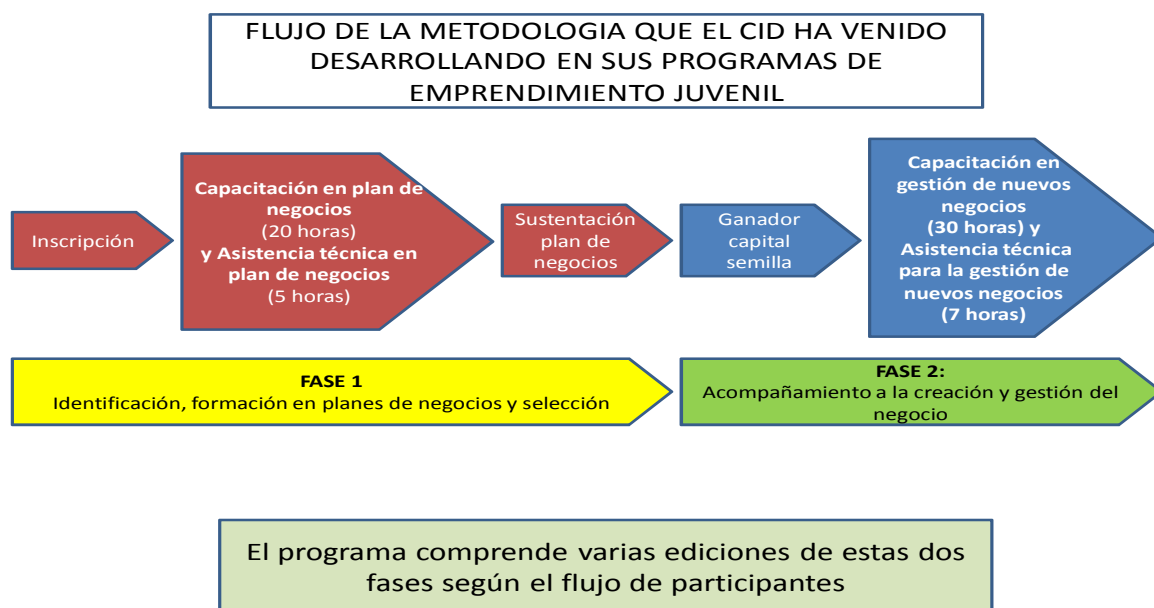 FLUJO DE LA METODOLOGIA QUE EL CID HA VENIDO
DESARROLLANDO EN SUS PROGRAMAS DE
EMPRENDIMIENTO JUVENIL
Inscripción
Capacitación en plan de
negocios
(20 horas)
y Asistencia técnica en
plan de negocios
(5 horas)
Sustentación
plan de
negocios
Ganador
capital
semilla
Capacitación en
gestión de nuevos
negocios
(30 horas) y
Asistencia técnica
para la gestión de
nuevos negocios
(7 horas)
FASE 1
Identificación, formación en planes de negocios y selección
FASE 2:
Acompañamiento a la creación y gestión del
negocio
El programa comprende varias ediciones de estas dos
fases según el flujo de participantes